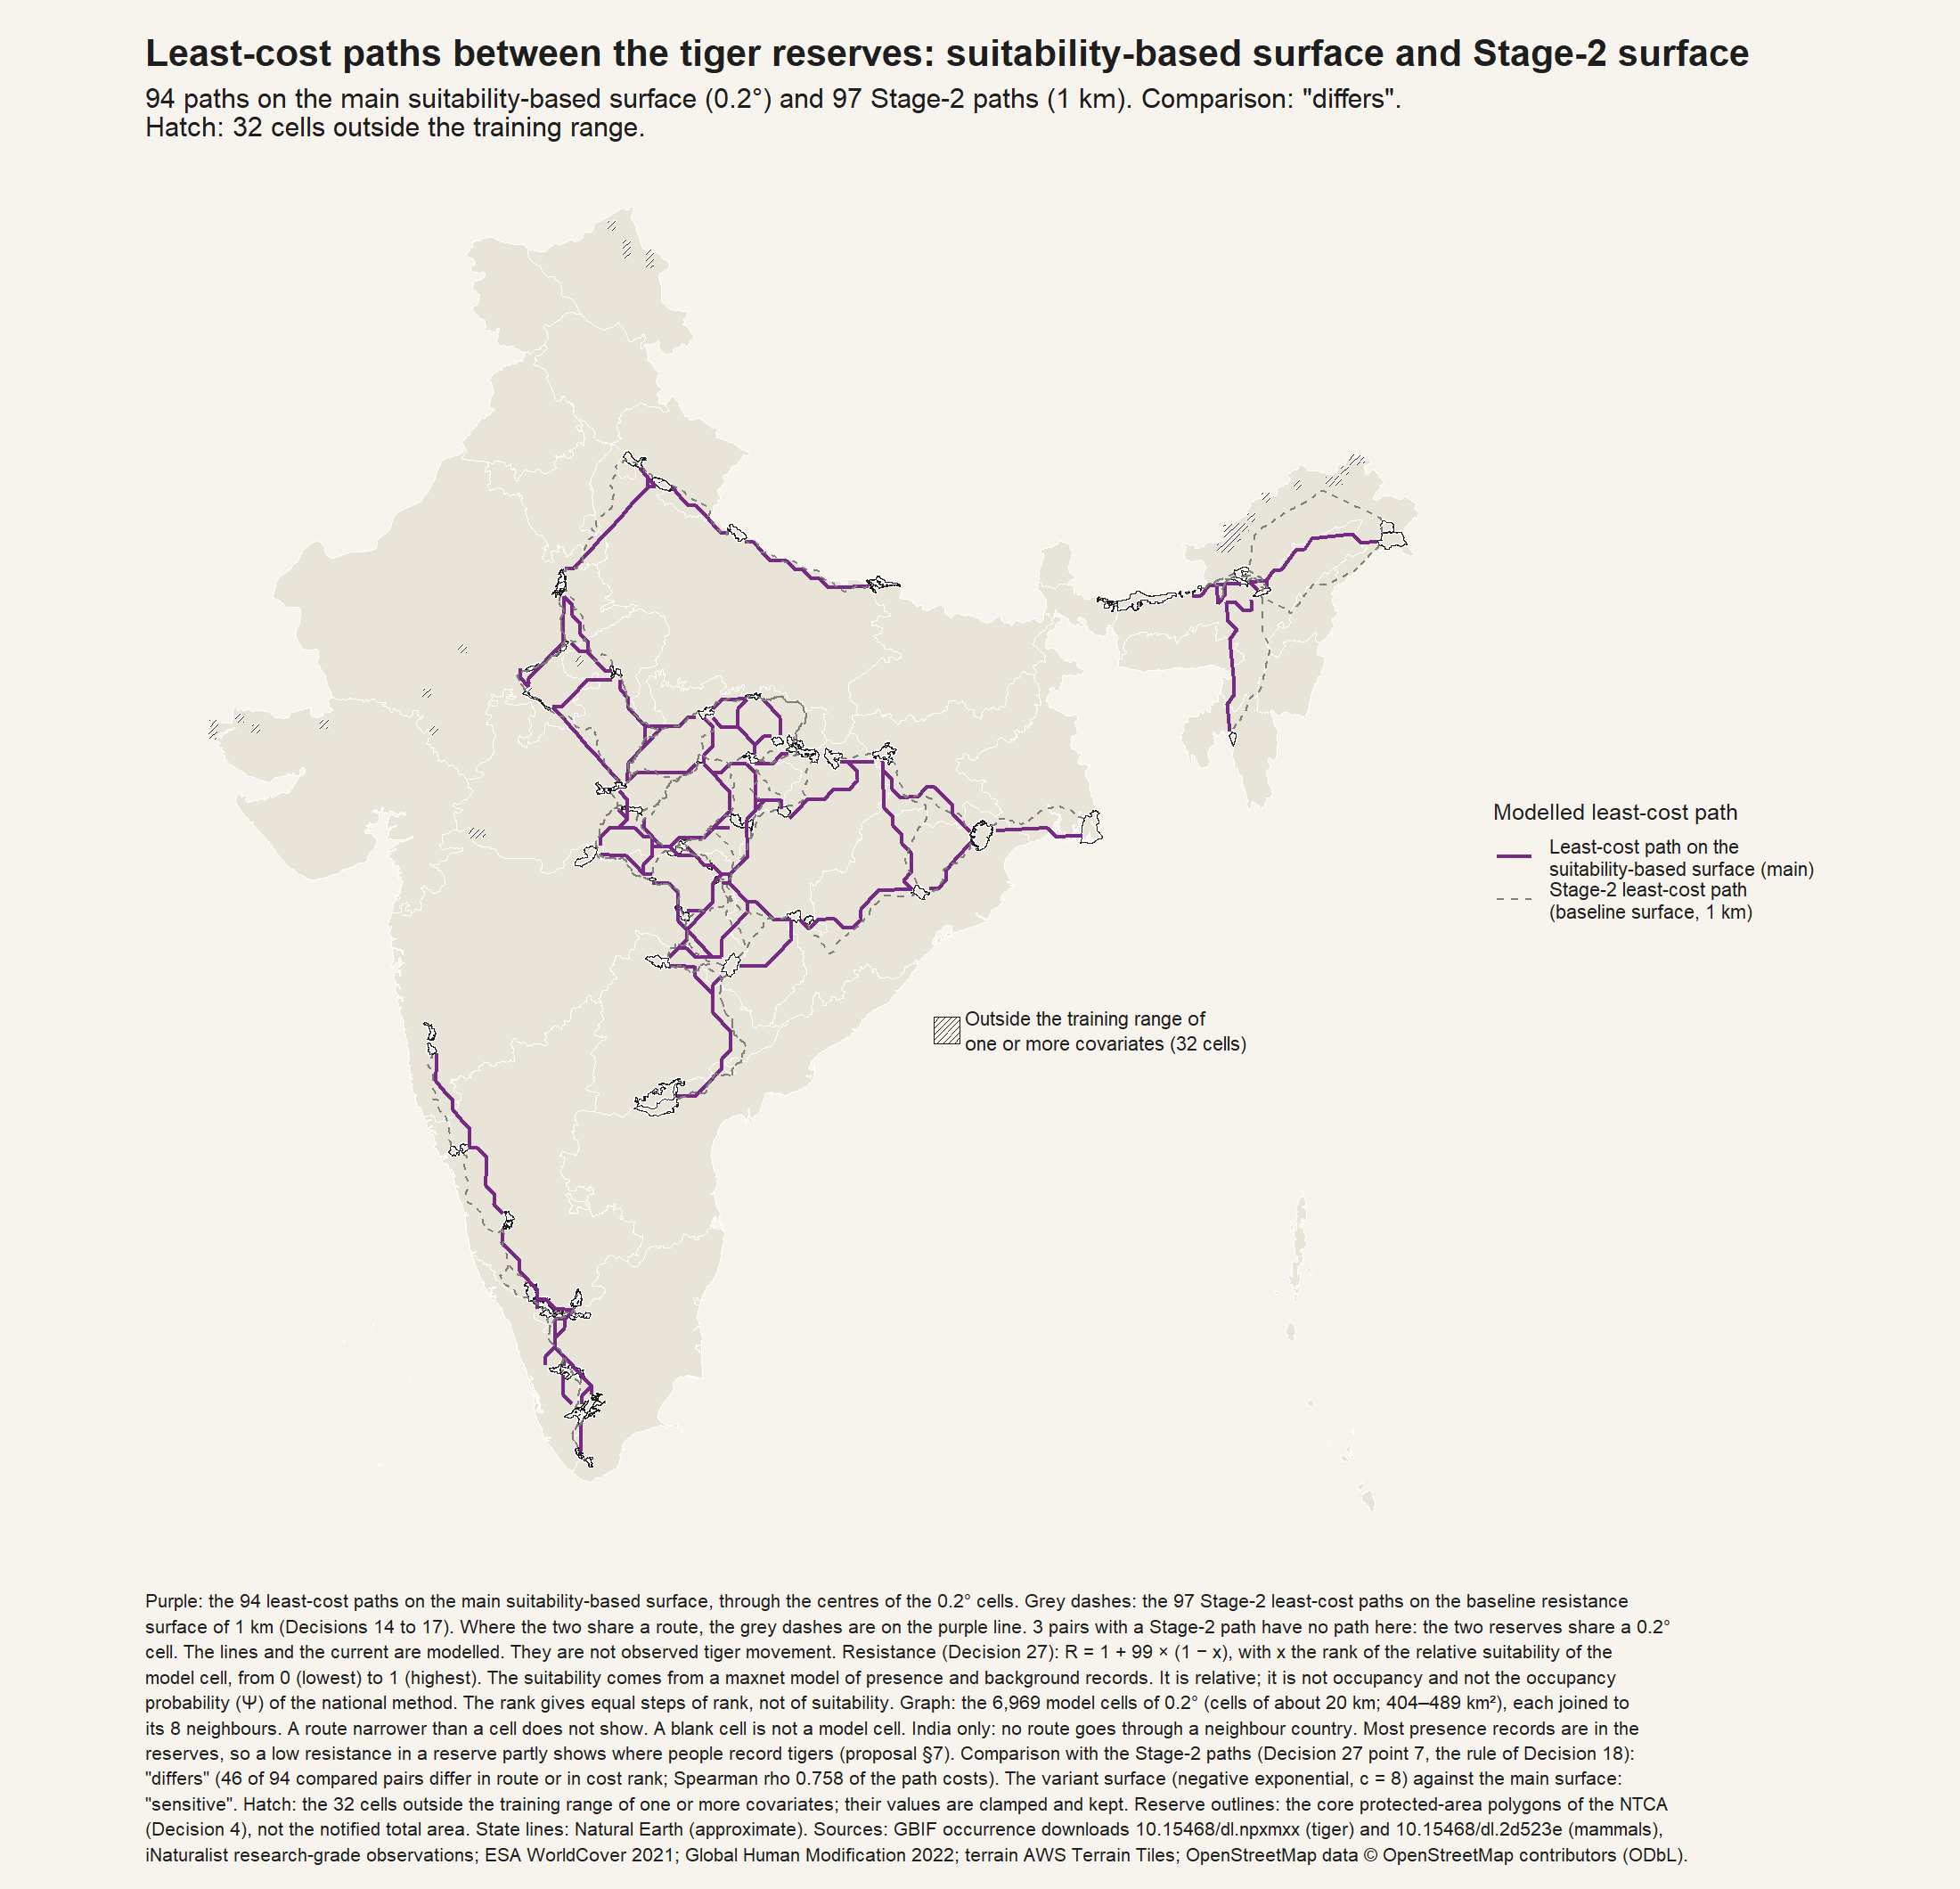 Least-cost paths between the tiger reserves: suitability-based surface and Stage-2 surface
94 paths on the main suitability-based surface (0.2°) and 97 Stage-2 paths (1 km). Comparison: "differs".
Hatch: 32 cells outside the training range.
Modelled least-cost path
Least-cost path on the
suitability-based surface (main)
Stage-2 least-cost path
(baseline surface, 1 km)
Outside the training range of
one or more covariates (32 cells)
Purple: the 94 least-cost paths on the main suitability-based surface, through the centres of the 0.2° cells. Grey dashes: the 97 Stage-2 least-cost paths on the baseline resistance
surface of 1 km (Decisions 14 to 17). Where the two share a route, the grey dashes are on the purple line. 3 pairs with a Stage-2 path have no path here: the two reserves share a 0.2°
cell. The lines and the current are modelled. They are not observed tiger movement. Resistance (Decision 27): R = 1 + 99 × (1 − x), with x the rank of the relative suitability of the
model cell, from 0 (lowest) to 1 (highest). The suitability comes from a maxnet model of presence and background records. It is relative; it is not occupancy and not the occupancy
probability (Ψ) of the national method. The rank gives equal steps of rank, not of suitability. Graph: the 6,969 model cells of 0.2° (cells of about 20 km; 404–489 km²), each joined to
its 8 neighbours. A route narrower than a cell does not show. A blank cell is not a model cell. India only: no route goes through a neighbour country. Most presence records are in the
reserves, so a low resistance in a reserve partly shows where people record tigers (proposal §7). Comparison with the Stage-2 paths (Decision 27 point 7, the rule of Decision 18):
"differs" (46 of 94 compared pairs differ in route or in cost rank; Spearman rho 0.758 of the path costs). The variant surface (negative exponential, c = 8) against the main surface:
"sensitive". Hatch: the 32 cells outside the training range of one or more covariates; their values are clamped and kept. Reserve outlines: the core protected-area polygons of the NTCA
(Decision 4), not the notified total area. State lines: Natural Earth (approximate). Sources: GBIF occurrence downloads 10.15468/dl.npxmxx (tiger) and 10.15468/dl.2d523e (mammals),
iNaturalist research-grade observations; ESA WorldCover 2021; Global Human Modification 2022; terrain AWS Terrain Tiles; OpenStreetMap data © OpenStreetMap contributors (ODbL).